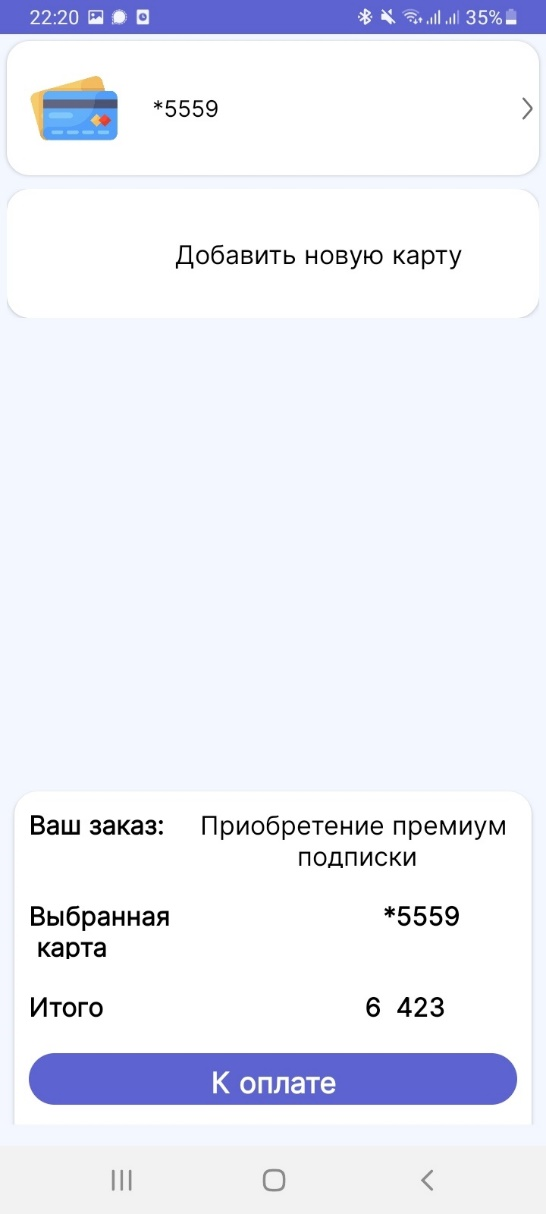 22:20 35%
*5559
Добавить новую карту
Ваш заказ: Приобретение премиум
подписки
Выбранная *5559
карта
Итого 6 423
К оплате